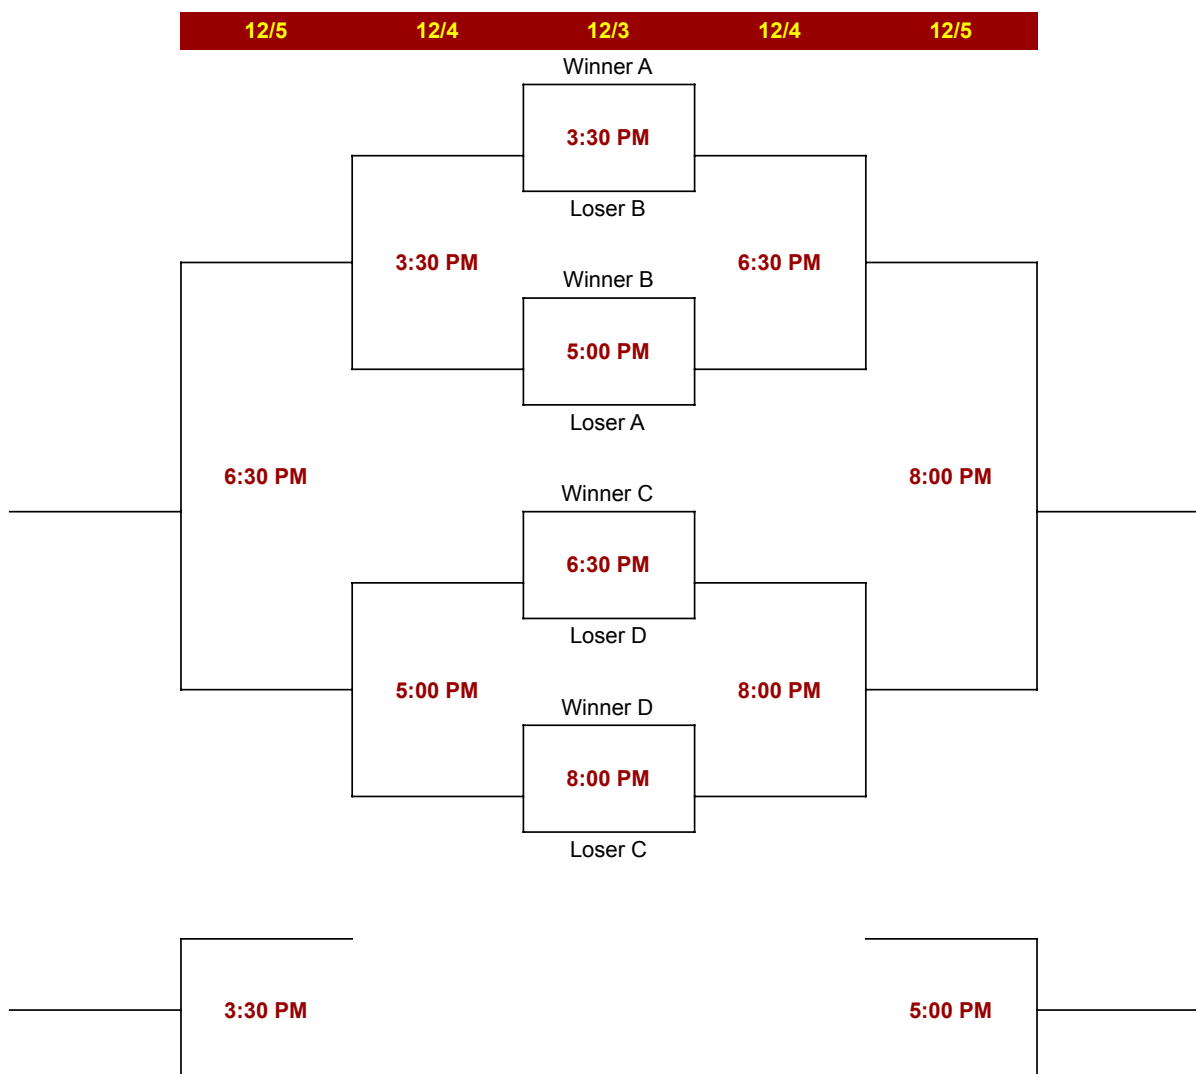 12/5 12/4 12/3 12/4 12/5
Winner A
3:30 PM
Loser B
3:30 PM 6:30 PM
Winner B
5:00 PM
Loser A
6:30 PM 8:00 PM
Winner C
6:30 PM
Loser D
5:00 PM 8:00 PM
Winner D
8:00 PM
Loser C
3:30 PM 5:00 PM